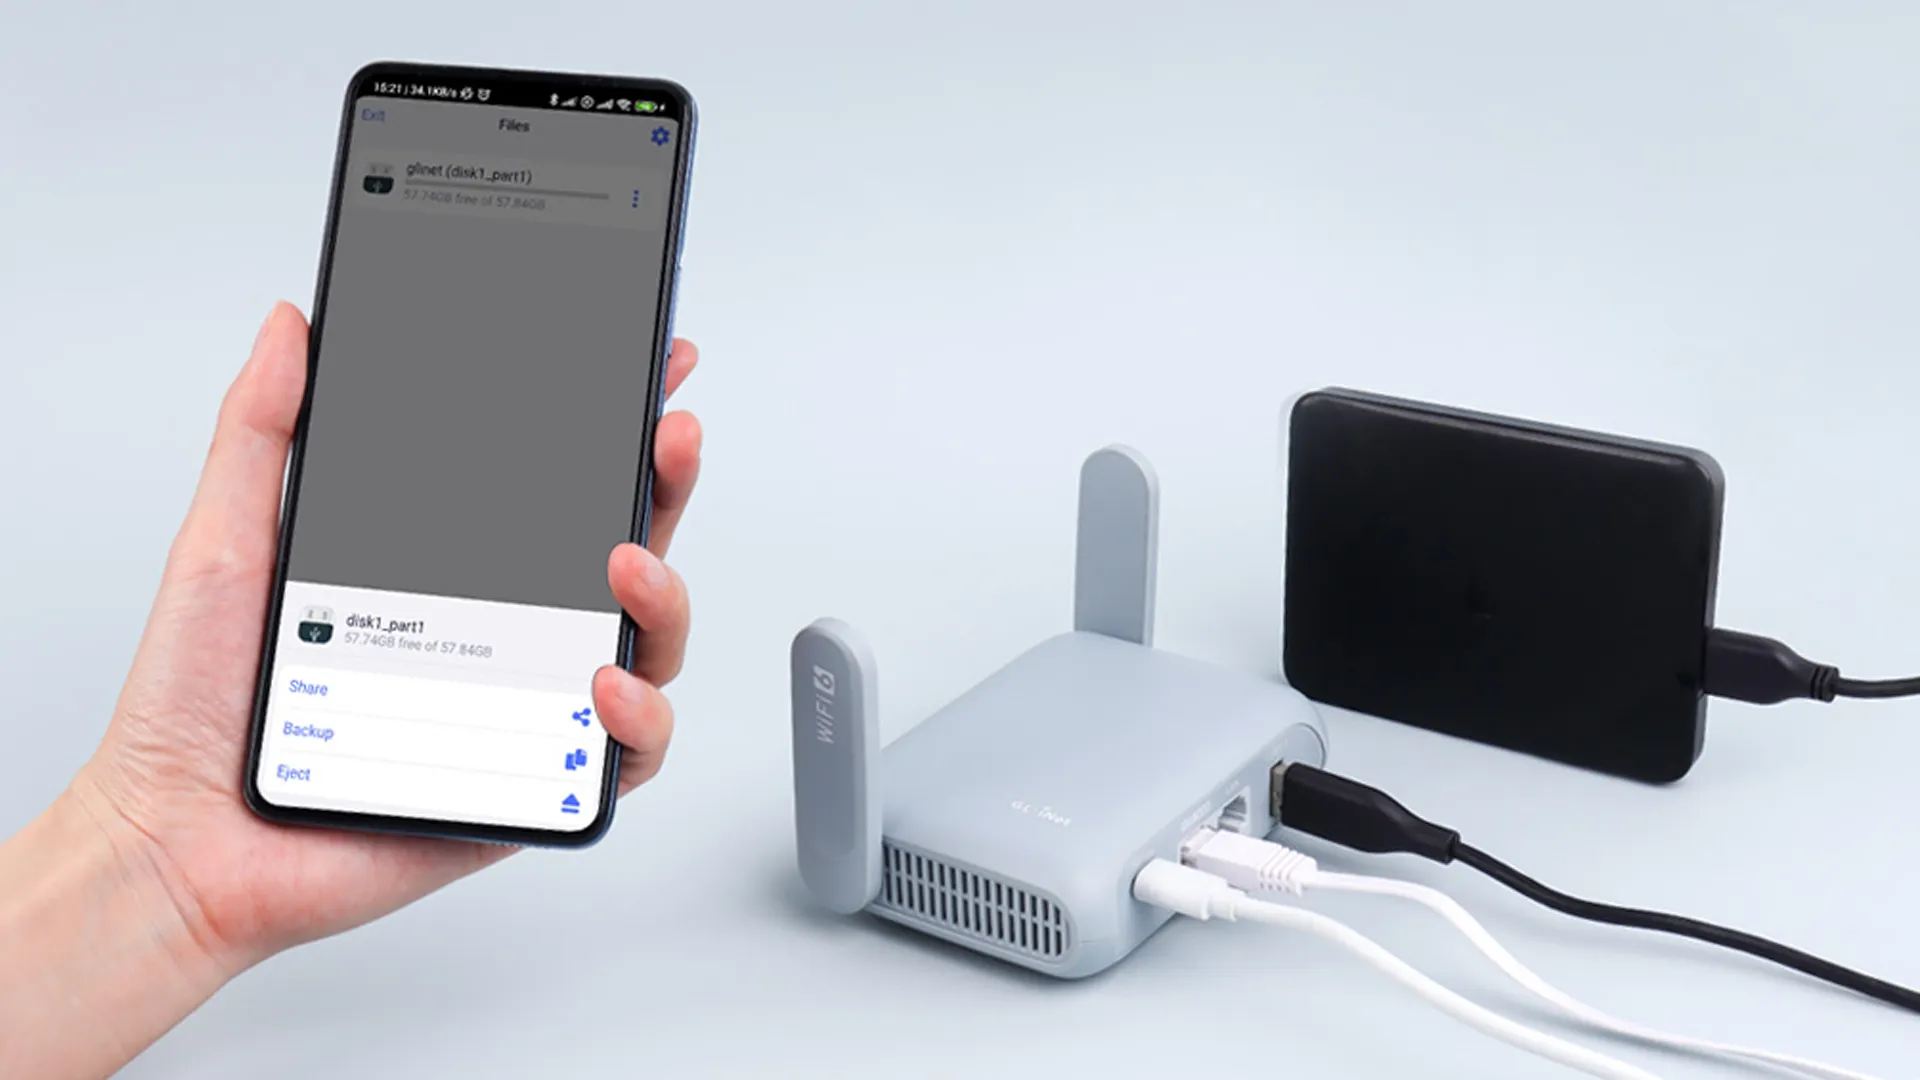 15:21 | 34.1KB/s
Exit
Files
glinet (disk1_part1)
57.74GB free of 57.84GB
disk1_part1
57.74GB free of 57.84GB
Share
Backup
Eject
WiFi 6
GL·iNet